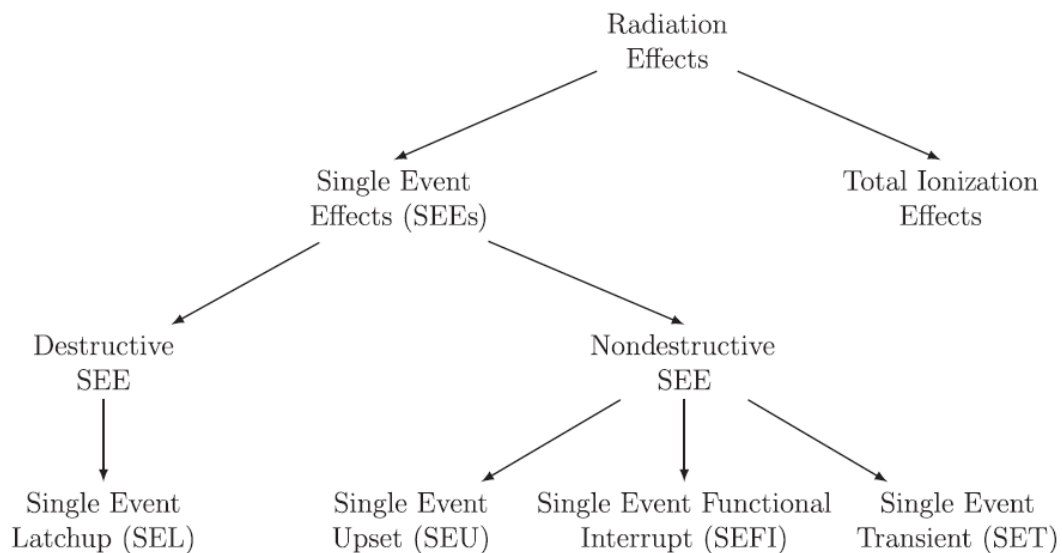 Radiation
Effects
Single Event
Effects (SEEs)
Total Ionization
Effects
Destructive
SEE
Nondestructive
SEE
Single Event
Latchup (SEL)
Single Event
Upset (SEU)
Single Event Functional
Interrupt (SEFI)
Single Event
Transient (SET)